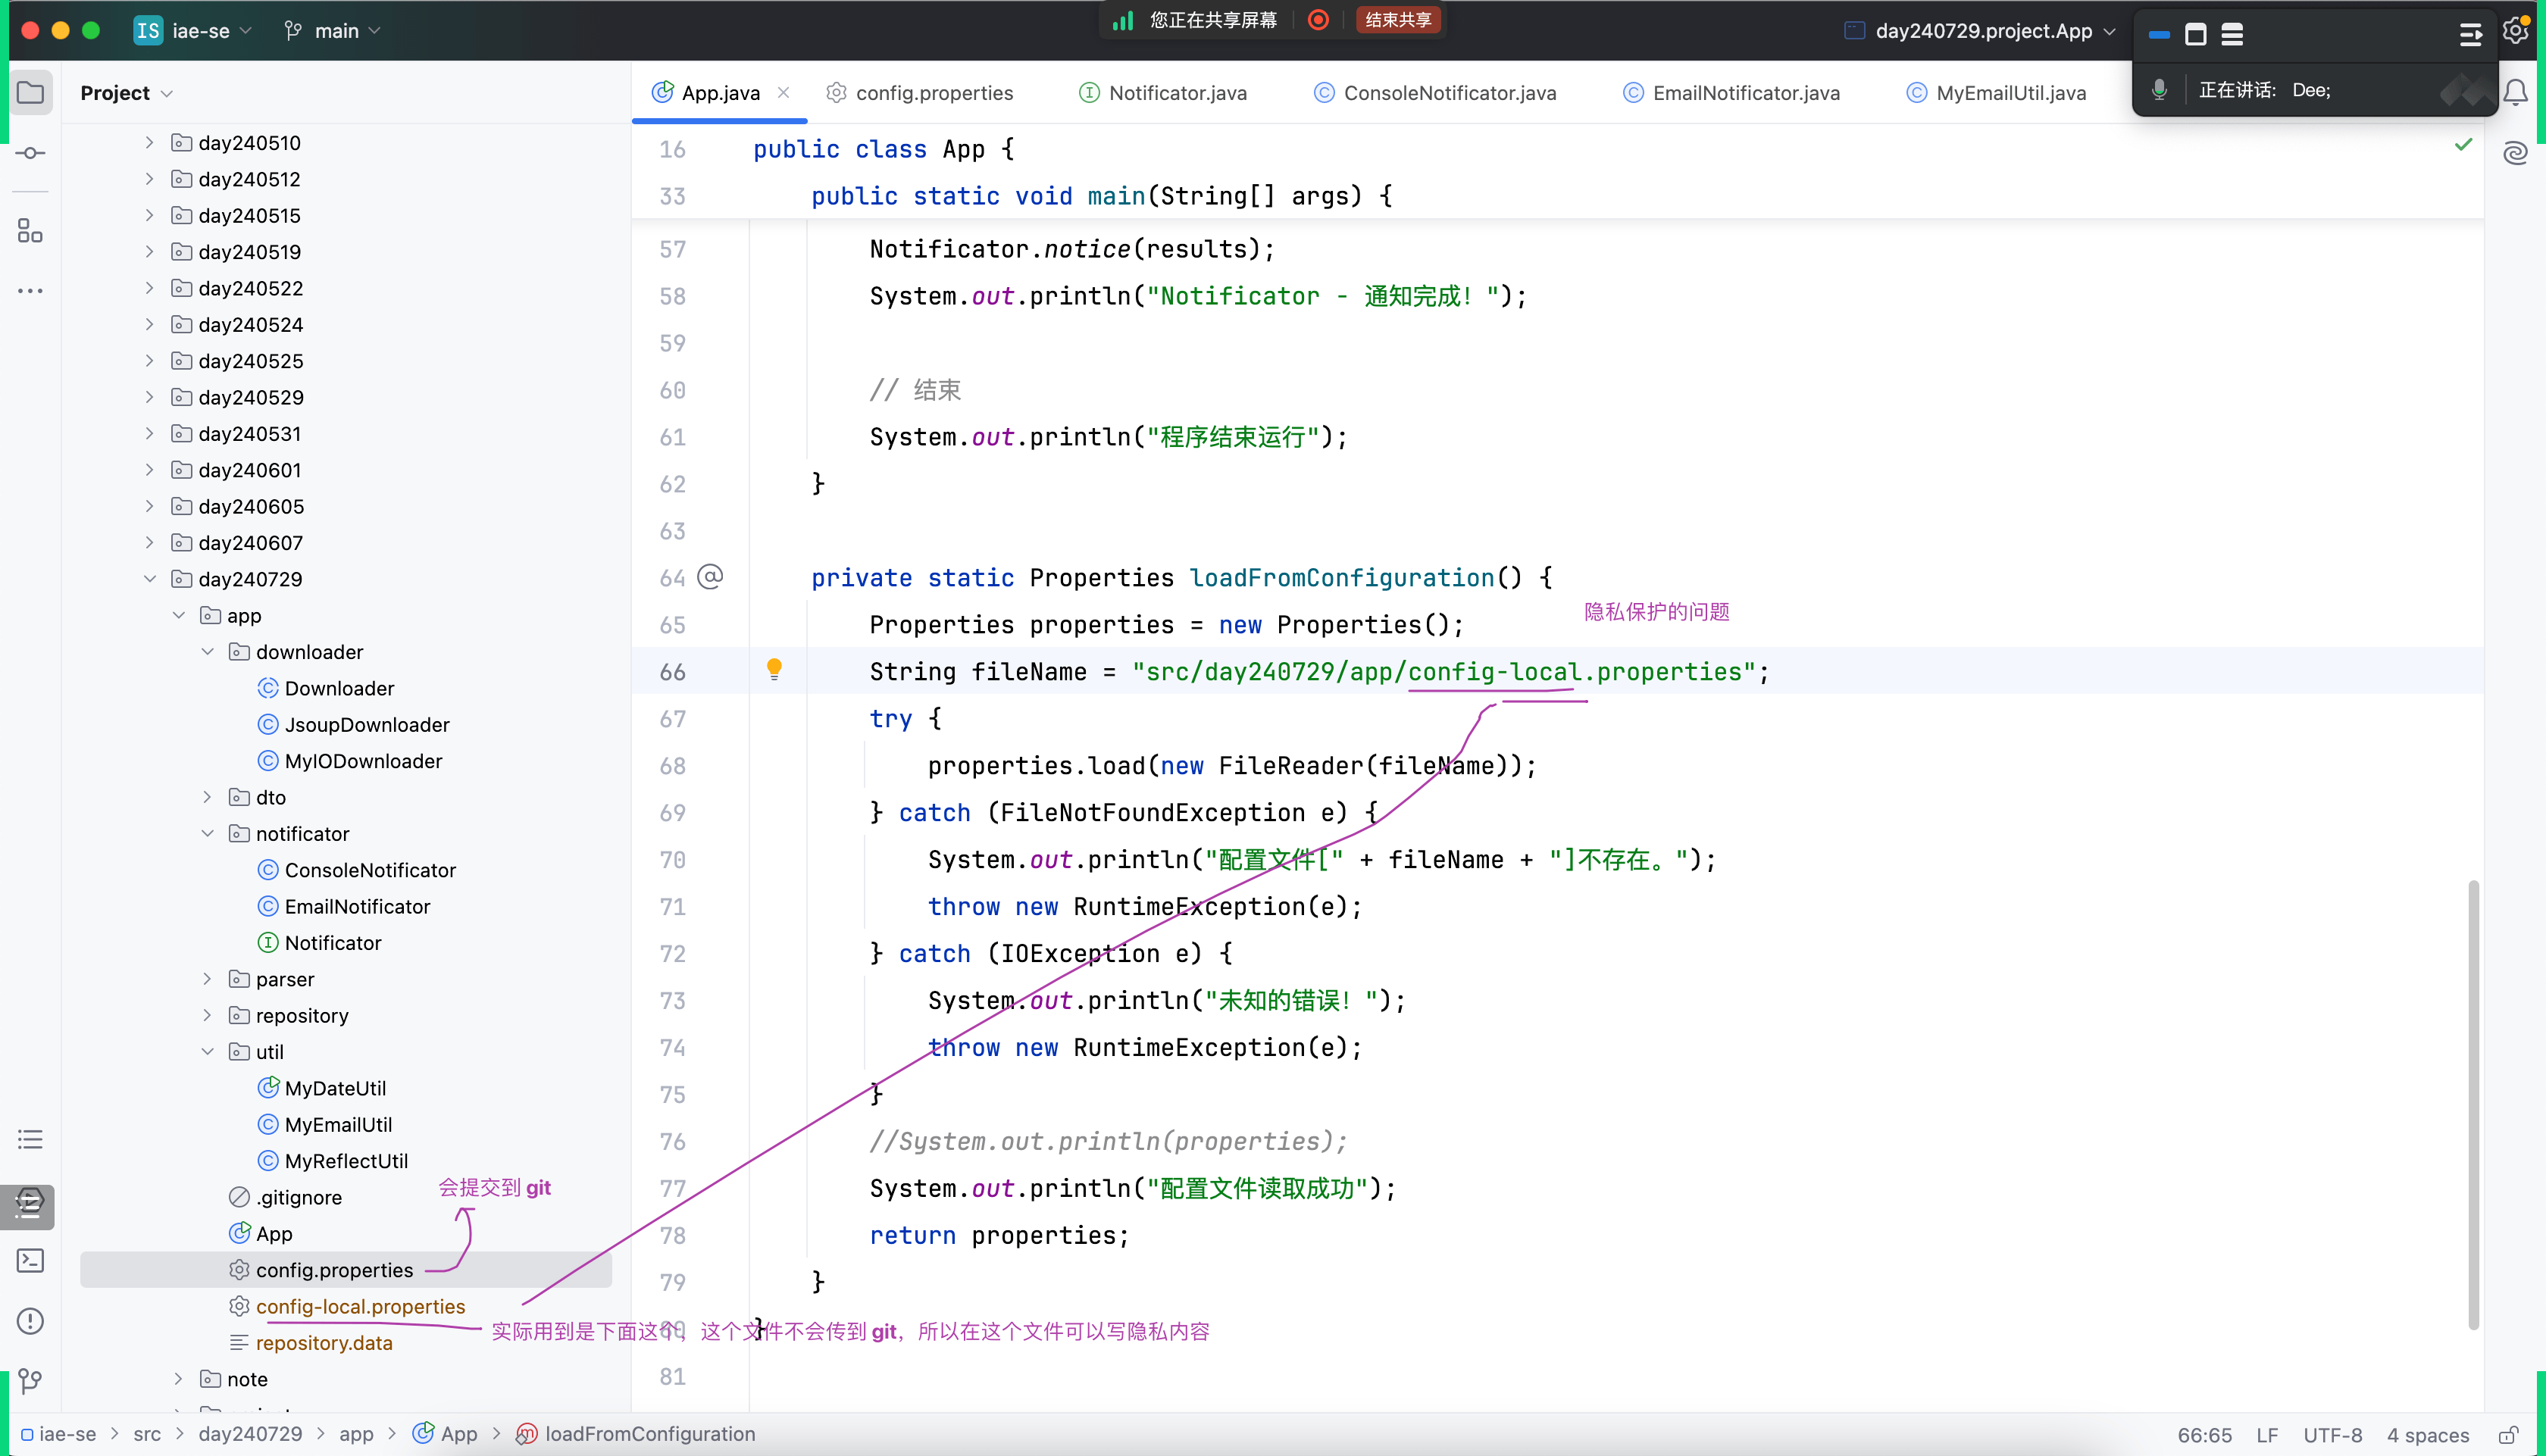 IS iae-se
main
您正在共享屏幕
结束共享
day240729.project.App
正在讲话: Dee;
Project
App.java
config.properties
Notificator.java
ConsoleNotificator.java
EmailNotificator.java
MyEmailUtil.java
day240510
day240512
day240515
day240519
day240522
day240524
day240525
day240529
day240531
day240601
day240605
day240607
day240729
app
downloader
Downloader
JsoupDownloader
MyIODownloader
dto
notificator
ConsoleNotificator
EmailNotificator
Notificator
parser
repository
util
MyDateUtil
MyEmailUtil
MyReflectUtil
.gitignore
会提交到 git
App
config.properties
config-local.properties
实际用到是下面这个，这个文件不会传到 git，所以在这个文件可以写隐私内容
repository.data
note
16 public class App {
33 public static void main(String[] args) {
57 Notificator.notice(results);
58 System.out.println("Notificator - 通知完成！");
59
60 // 结束
61 System.out.println("程序结束运行");
62 }
63
64 @ private static Properties loadFromConfiguration() {
隐私保护的问题
65 Properties properties = new Properties();
66 String fileName = "src/day240729/app/config-local.properties";
67 try {
68 properties.load(new FileReader(fileName));
69 } catch (FileNotFoundException e) {
70 System.out.println("配置文件[" + fileName + "]不存在。");
71 throw new RuntimeException(e);
72 } catch (IOException e) {
73 System.out.println("未知的错误！");
74 throw new RuntimeException(e);
75 }
76 //System.out.println(properties);
77 System.out.println("配置文件读取成功");
78 return properties;
79 }
80 }
81
iae-se > src > day240729 > app > App > loadFromConfiguration
66:65 LF UTF-8 4 spaces